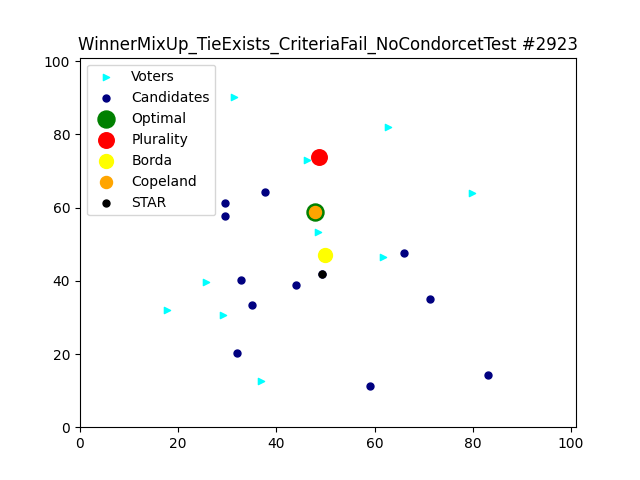 WinnerMixUp_TieExists_CriteriaFail_NoCondorcetTest #2923
100
80
60
40
20
0
Voters
Candidates
Optimal
Plurality
Borda
Copeland
STAR
0 20 40 60 80 100